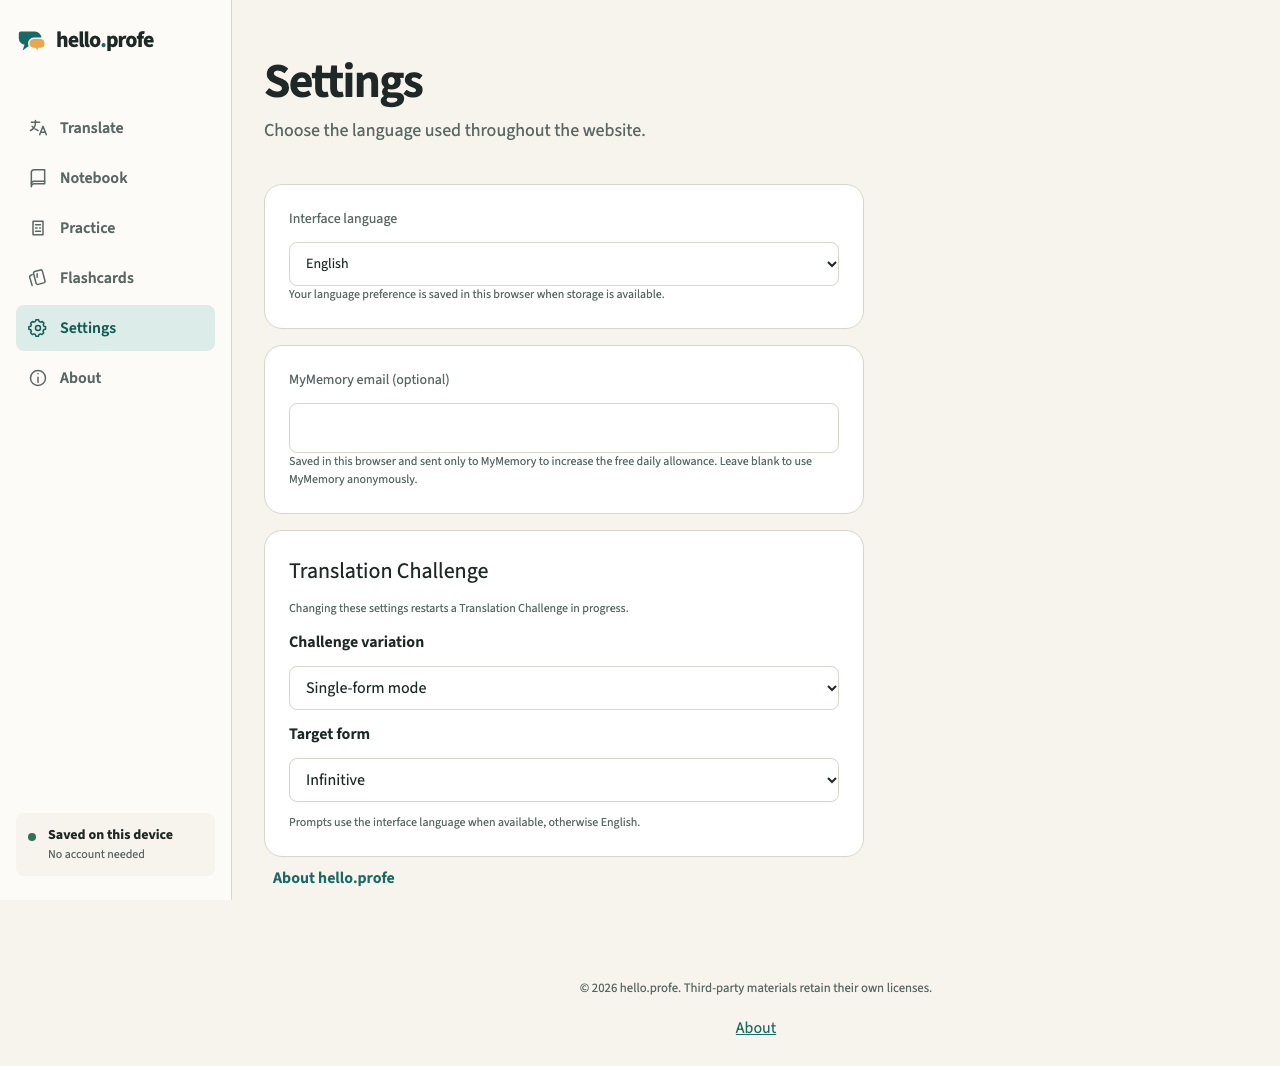 hello.profe
Translate
Notebook
Practice
Flashcards
Settings
About
Saved on this device
No account needed
Settings
Choose the language used throughout the website.
Interface language
English
Your language preference is saved in this browser when storage is available.
MyMemory email (optional)
Saved in this browser and sent only to MyMemory to increase the free daily allowance. Leave blank to use
MyMemory anonymously.
Translation Challenge
Changing these settings restarts a Translation Challenge in progress.
Challenge variation
Single-form mode
Target form
Infinitive
Prompts use the interface language when available, otherwise English.
About hello.profe
© 2026 hello.profe. Third-party materials retain their own licenses.
About